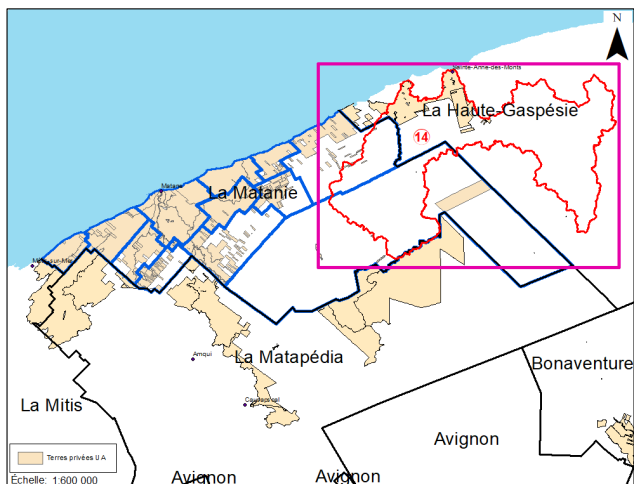 N
Sainte-Anne-des-Monts
La Haute-Gaspésie
14
Matane
La Matanie
La Matapédia
Amqui
Causapscal
Bonaventure
La Mitis
Avignon
Terres privées UA
Avignon
Avignon
Échelle: 1:600 000